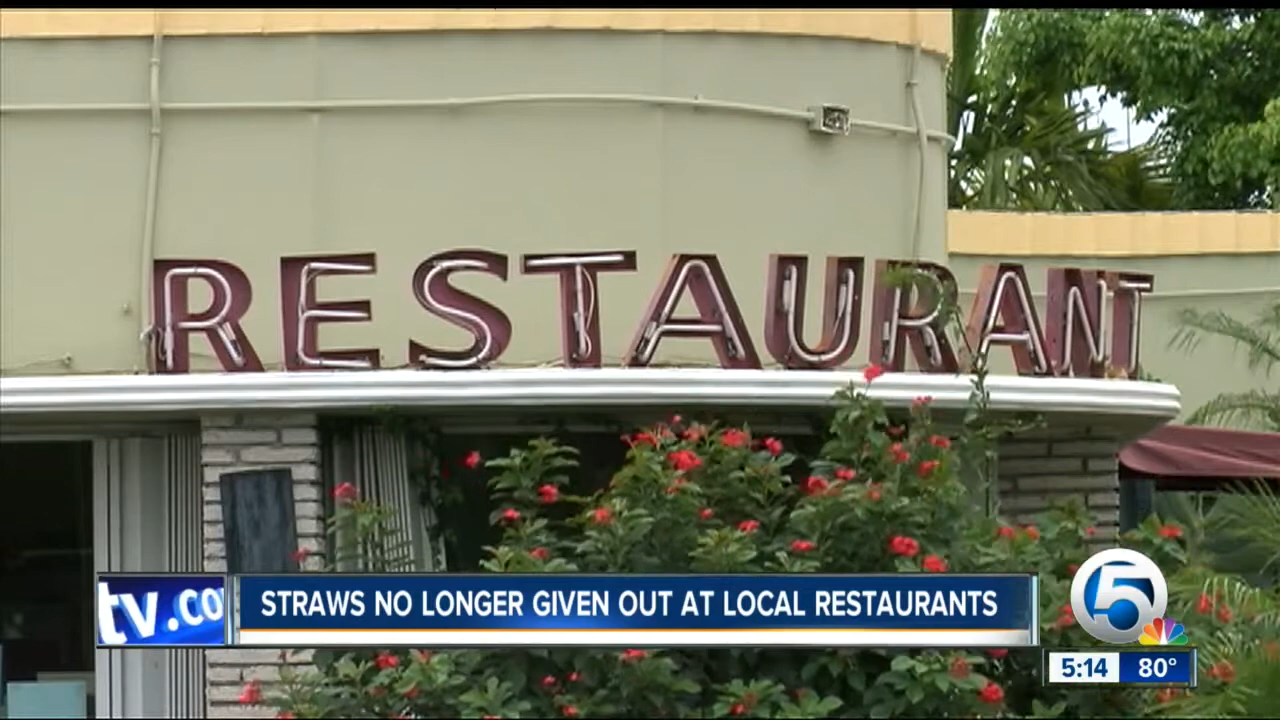 RESTAURANT
tv.co
STRAWS NO LONGER GIVEN OUT AT LOCAL RESTAURANTS
5
5:14 80°